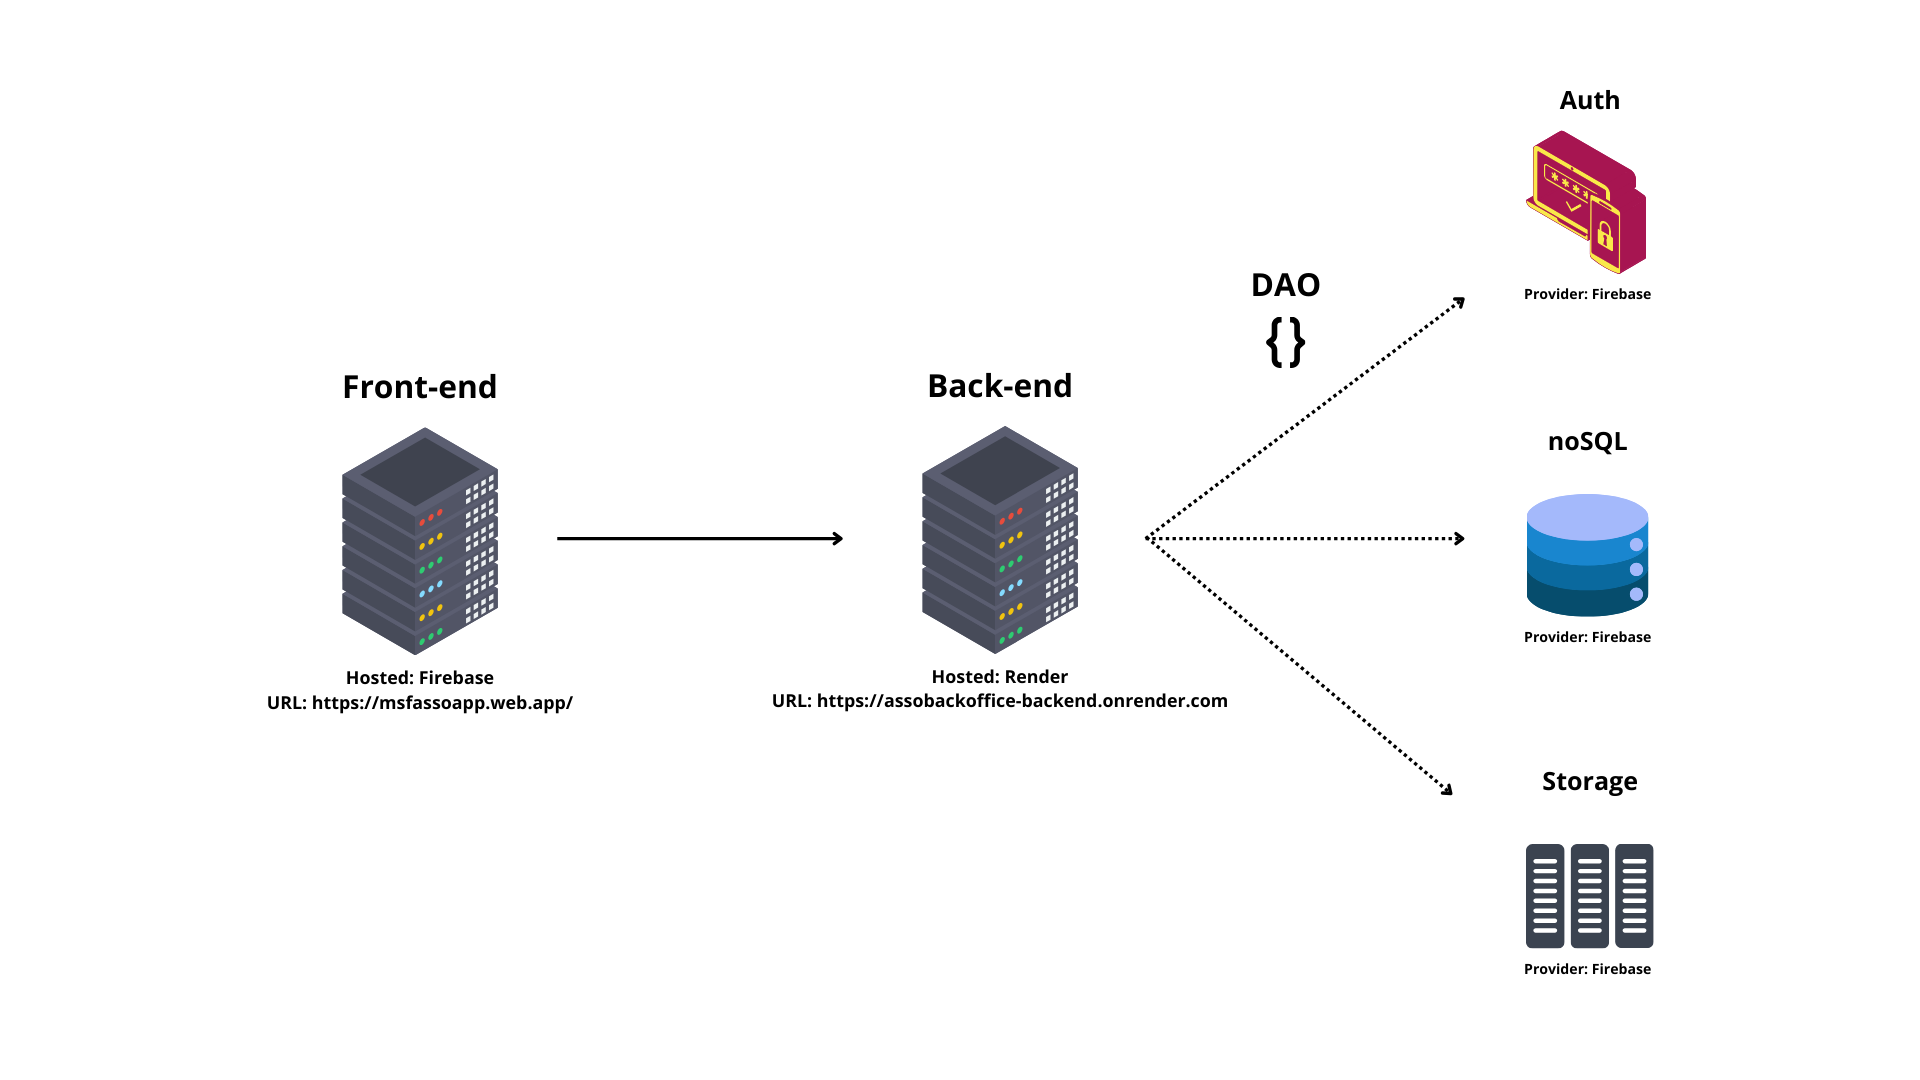 Front-end
Hosted: Firebase
URL: https://msfassoapp.web.app/
Back-end
Hosted: Render
URL: https://assobackoffice-backend.onrender.com
DAO
{}
Auth
****
Provider: Firebase
noSQL
Provider: Firebase
Storage
Provider: Firebase